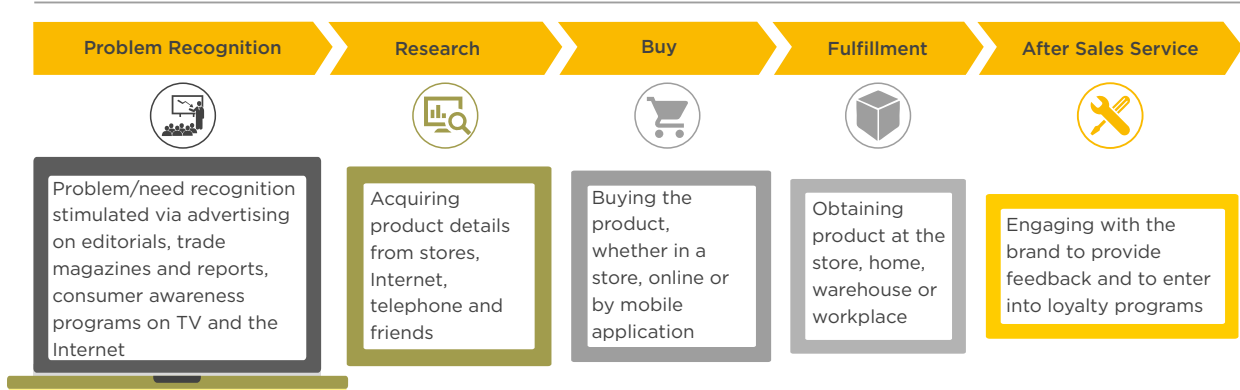 Problem Recognition
Research
Buy
Fulfillment
After Sales Service
Problem/need recognition
stimulated via advertising
on editorials, trade
magazines and reports,
consumer awareness
programs on TV and the
Internet
Acquiring
product details
from stores,
Internet,
telephone and
friends
Buying the
product,
whether in a
store, online or
by mobile
application
Obtaining
product at the
store, home,
warehouse or
workplace
Engaging with the
brand to provide
feedback and to enter
into loyalty programs